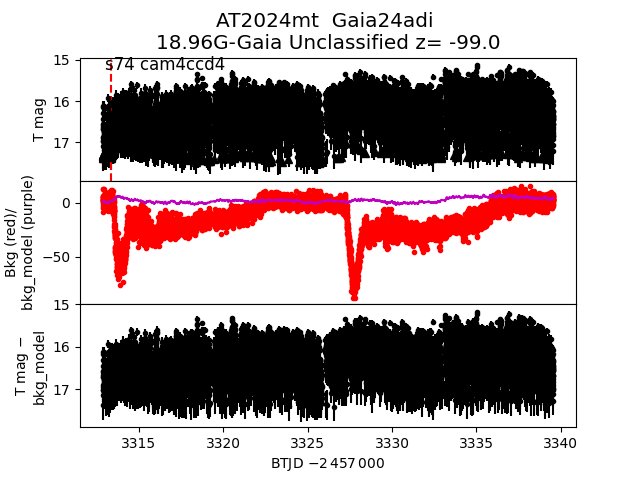 AT2024mt  Gaia24adi
18.96G-Gaia Unclassified z= -99.0
s74 cam4ccd4
15
16
17
T mag
0
−50
Bkg (red)/
bkg_model (purple)
15
16
17
T mag −
bkg_model
3315
3320
3325
3330
3335
3340
BTJD −2 457 000